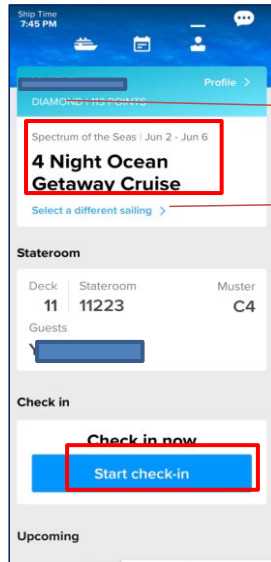 Ship Time
7:45 PM
Profile >
DIAMOND | 113 POINTS
Spectrum of the Seas | Jun 2 - Jun 6
4 Night Ocean
Getaway Cruise
Select a different sailing >
Stateroom
Deck Stateroom Muster
11 11223 C4
Guests
Check in
Check in now
Start check-in
Upcoming